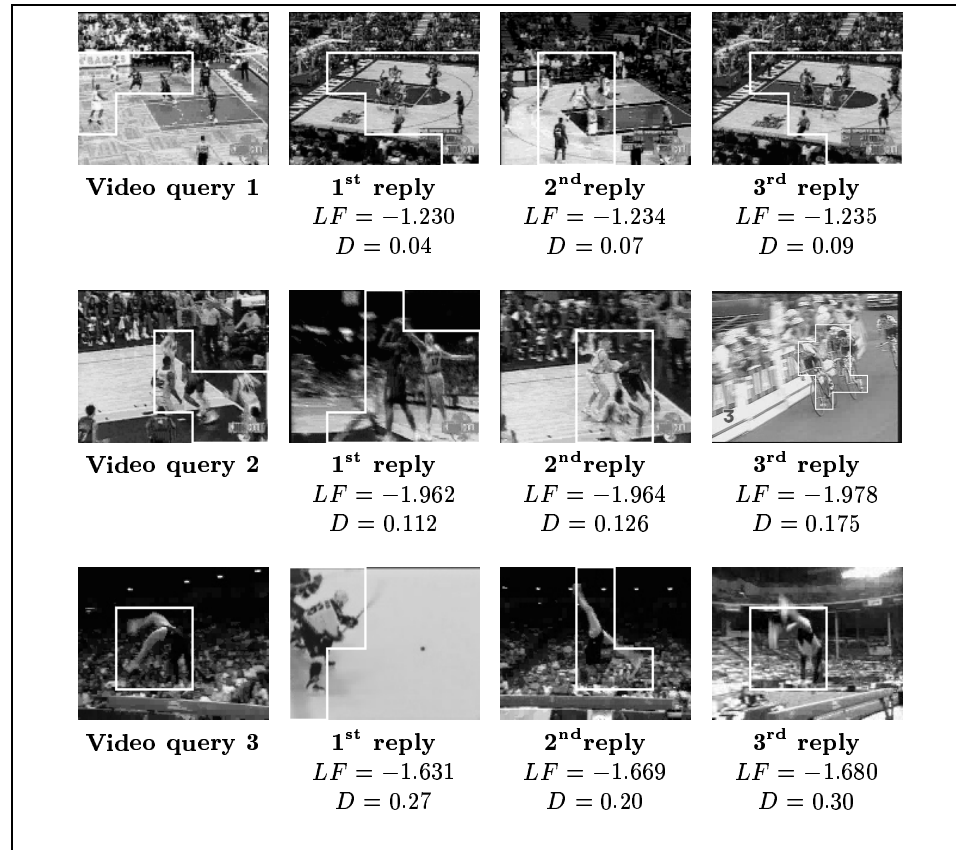 Video query 1
1st reply
LF = −1.230
D = 0.04
2nd reply
LF = −1.234
D = 0.07
3rd reply
LF = −1.235
D = 0.09
Video query 2
1st reply
LF = −1.962
D = 0.112
2nd reply
LF = −1.964
D = 0.126
3
3rd reply
LF = −1.978
D = 0.175
Video query 3
1st reply
LF = −1.631
D = 0.27
2nd reply
LF = −1.669
D = 0.20
3rd reply
LF = −1.680
D = 0.30